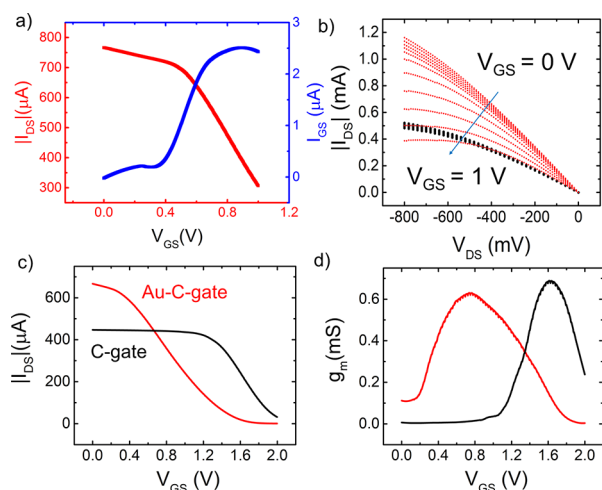 a)
800
700
600
500
400
300
|I_DS|(μA)
3
2
1
0
I_GS (μA)
0.0 0.4 0.8 1.2
V_GS(V)
b)
1.2
1.0
0.8
0.6
0.4
0.2
0.0
|I_DS| (mA)
V_GS = 0 V
V_GS = 1 V
-800 -600 -400 -200 0
V_DS (mV)
c)
600
400
200
0
|I_DS|(μA)
Au-C-gate
C-gate
0.0 0.4 0.8 1.2 1.6 2.0
V_GS (V)
d)
0.6
0.4
0.2
0.0
g_m(mS)
0.0 0.4 0.8 1.2 1.6 2.0
V_GS (V)